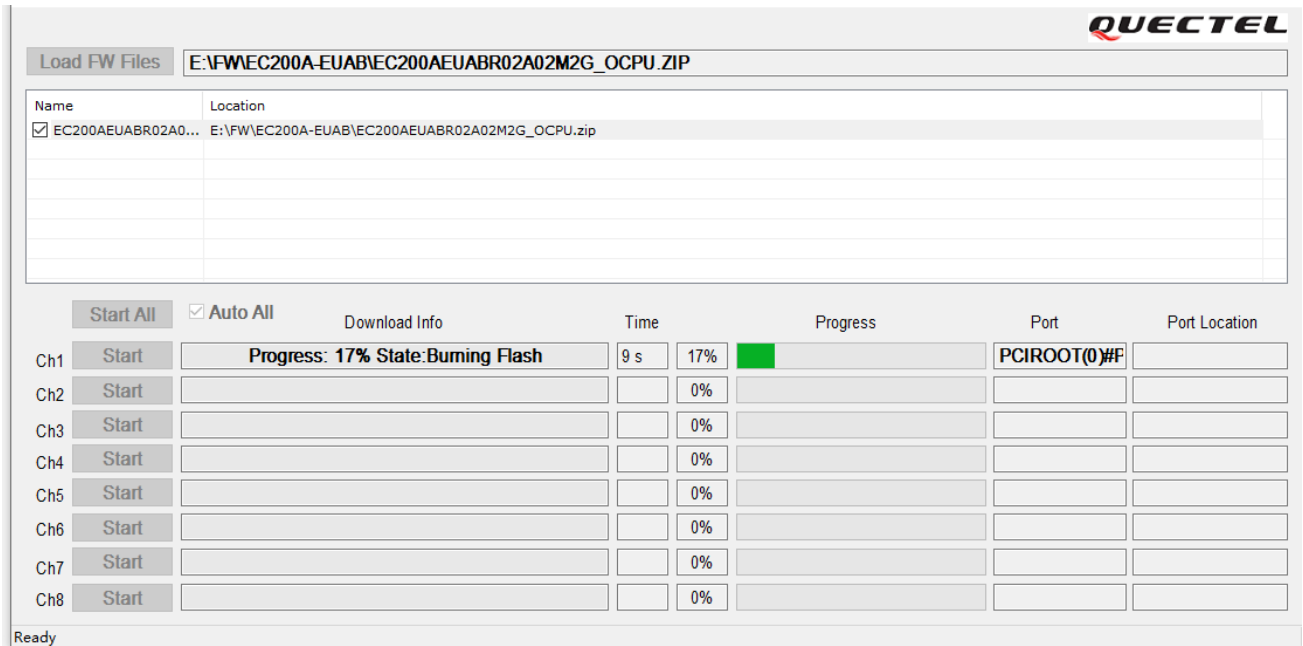 QUECTEL
Load FW Files E:\FW\EC200A-EUAB\EC200AEUABR02A02M2G_OCPU.ZIP
Name Location
EC200AEUABR02A0... E:\FW\EC200A-EUAB\EC200AEUABR02A02M2G_OCPU.zip
Start All Auto All Download Info Time Progress Port Port Location
Ch1 Start Progress: 17% State:Burning Flash 9 s 17% PCIROOT(0)#P
Ch2 Start 0%
Ch3 Start 0%
Ch4 Start 0%
Ch5 Start 0%
Ch6 Start 0%
Ch7 Start 0%
Ch8 Start 0%
Ready